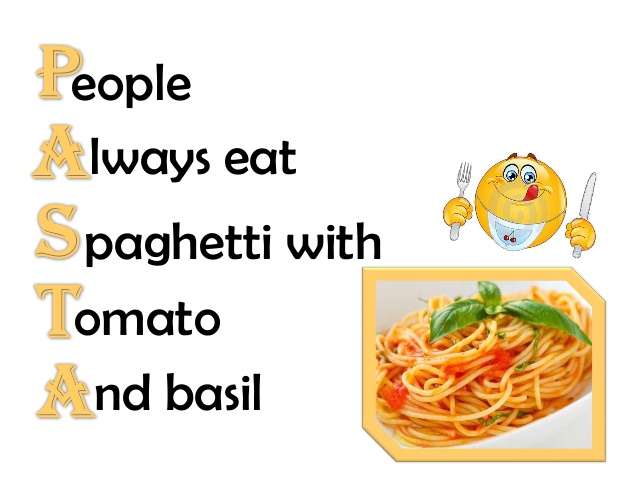 People
Always eat
Spaghetti with
Tomato
And basil